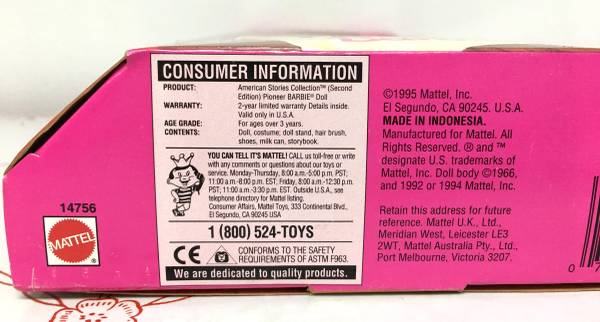 CONSUMER INFORMATION
PRODUCT: American Stories Collection™ (Second
Edition) Pioneer BARBIE® Doll
WARRANTY: 2-year limited warranty Details inside.
Valid only in U.S.A.
AGE GRADE: For ages over 3 years.
CONTENTS: Doll, costume; doll stand, hair brush,
shoes, milk can, storybook.
YOU CAN TELL IT'S MATTEL! CALL us toll-free or write
with any comments or questions about our toys or
service. Monday-Thursday, 8:00 a.m.-5:00 p.m. PST;
11:00 a.m.-8:00 p.m. EST; Friday, 8:00 a.m.-12:30 p.m.
PST; 11:00 a.m.-3:30 p.m. EST. Outside U.S.A., see
telephone directory for Mattel listing.
Consumer Affairs, Mattel Toys, 333 Continental Blvd.,
El Segundo, CA 90245 USA
1 (800) 524-TOYS
CE CONFORMS TO THE SAFETY
REQUIREMENTS OF ASTM F963.
We are dedicated to quality products.
14756
MATTEL®
©1995 Mattel, Inc.
El Segundo, CA 90245. U.S.A.
MADE IN INDONESIA.
Manufactured for Mattel. All
Rights Reserved. ® and ™
designate U.S. trademarks of
Mattel, Inc. Doll body ©1966,
and 1992 or 1994 Mattel, Inc.
Retain this address for future
reference. Mattel U.K., Ltd.,
Meridian West, Leicester LE3
2WT, Mattel Australia Pty., Ltd.,
Port Melbourne, Victoria 3207.
0